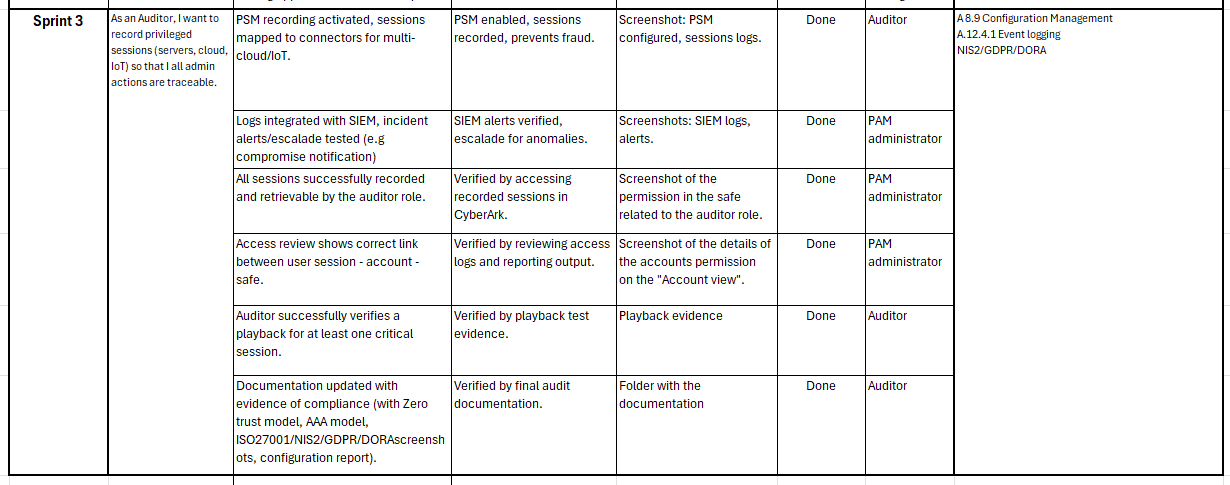 Sprint 3
As an Auditor, I want to
record privileged
sessions (servers, cloud,
IoT) so that I all admin
actions are traceable.
PSM recording activated, sessions
mapped to connectors for multi-
cloud/IoT.
PSM enabled, sessions
recorded, prevents fraud.
Screenshot: PSM
configured, sessions logs.
Done
Auditor
A 8.9 Configuration Management
A.12.4.1 Event logging
NIS2/GDPR/DORA
Logs integrated with SIEM, incident
alerts/escalade tested (e.g
compromise notification)
SIEM alerts verified,
escalade for anomalies.
Screenshots: SIEM logs,
alerts.
Done
PAM
administrator
All sessions successfully recorded
and retrievable by the auditor role.
Verified by accessing
recorded sessions in
CyberArk.
Screenshot of the
permission in the safe
related to the auditor role.
Done
PAM
administrator
Access review shows correct link
between user session - account -
safe.
Verified by reviewing access
logs and reporting output.
Screenshot of the details of
the accounts permission
on the "Account view".
Done
PAM
administrator
Auditor successfully verifies a
playback for at least one critical
session.
Verified by playback test
evidence.
Playback evidence
Done
Auditor
Documentation updated with
evidence of compliance (with Zero
trust model, AAA model,
ISO27001/NIS2/GDPR/DORAscreensh
ots, configuration report).
Verified by final audit
documentation.
Folder with the
documentation
Done
Auditor